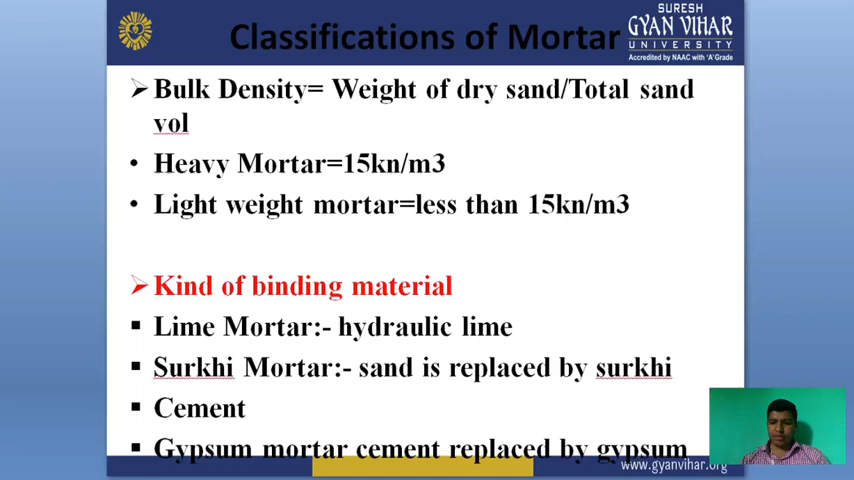 Classifications of Mortar
SURESH
GYAN VIHAR
UNIVERSITY
Accredited by NAAC with 'A' Grade
➢Bulk Density= Weight of dry sand/Total sand
vol
• Heavy Mortar=15kn/m3
• Light weight mortar=less than 15kn/m3
➢Kind of binding material
▪ Lime Mortar:- hydraulic lime
▪ Surkhi Mortar:- sand is replaced by surkhi
▪ Cement
▪ Gypsum mortar cement replaced by gypsum
www.gyanvihar.org